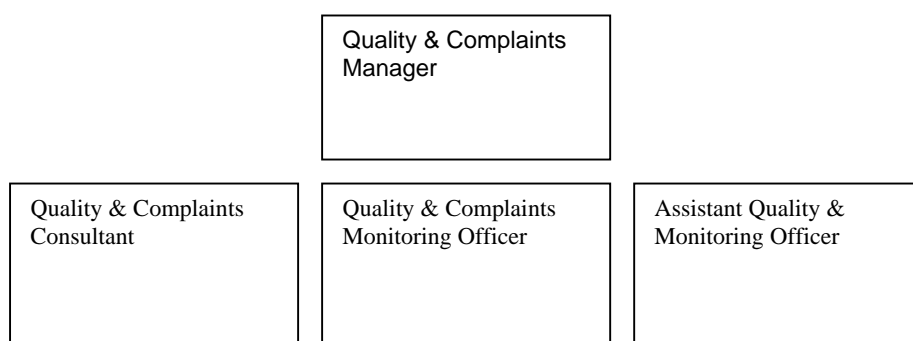 Quality & Complaints
Manager
Quality & Complaints
Consultant
Quality & Complaints
Monitoring Officer
Assistant Quality &
Monitoring Officer